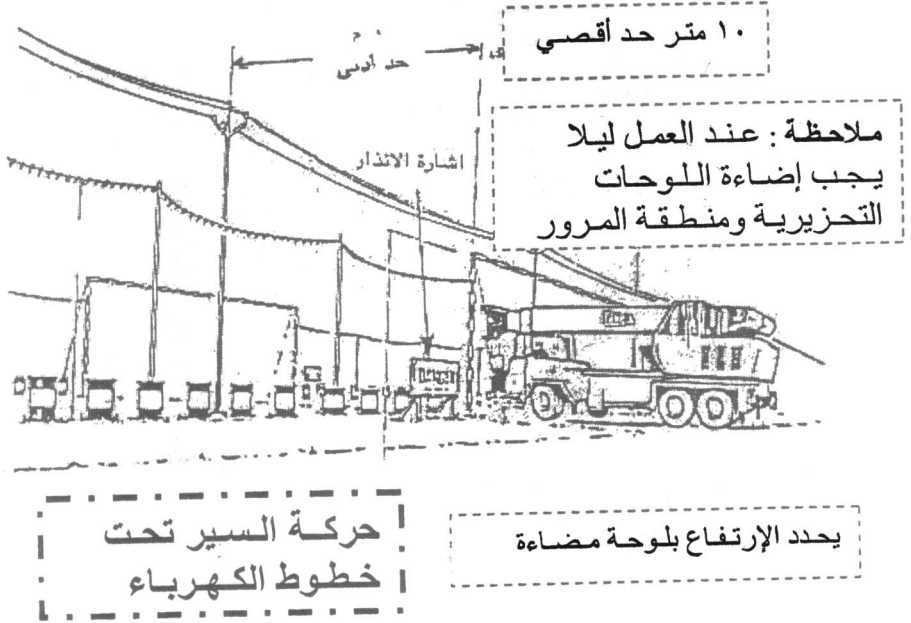 ١٠ متر حد أقصي
حد أدنى
ملاحظة : عند العمل ليلا
يجب إضاءة اللوحات
التحزيرية ومنطقة المرور
اشارة الانذار
حركة السير تحت
خطوط الكهرباء
يحدد الإرتفاع بلوحة مضاءة